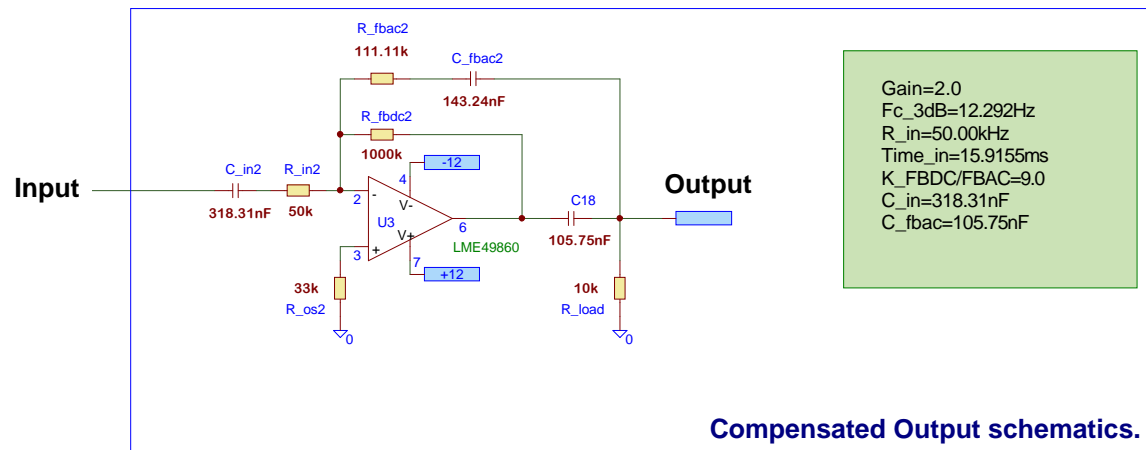 R_fbac2
111.11k
C_fbac2
143.24nF
R_fbdc2
1000k
-12
Input
C_in2
R_in2
318.31nF
50k
2
-
4
V-
U3
V+
6
LME49860
3
+
7
+12
C18
105.75nF
Output
33k
R_os2
0
10k
R_load
0
Gain=2.0
Fc_3dB=12.292Hz
R_in=50.00kHz
Time_in=15.9155ms
K_FBDC/FBAC=9.0
C_in=318.31nF
C_fbac=105.75nF
Compensated Output schematics.